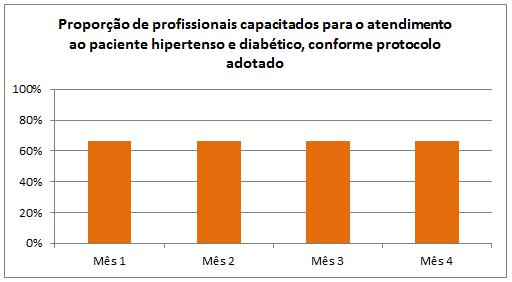 Proporção de profissionais capacitados para o atendimento
ao paciente hipertenso e diabético, conforme protocolo
adotado
100%
80%
60%
40%
20%
0%
Mês 1 Mês 2 Mês 3 Mês 4